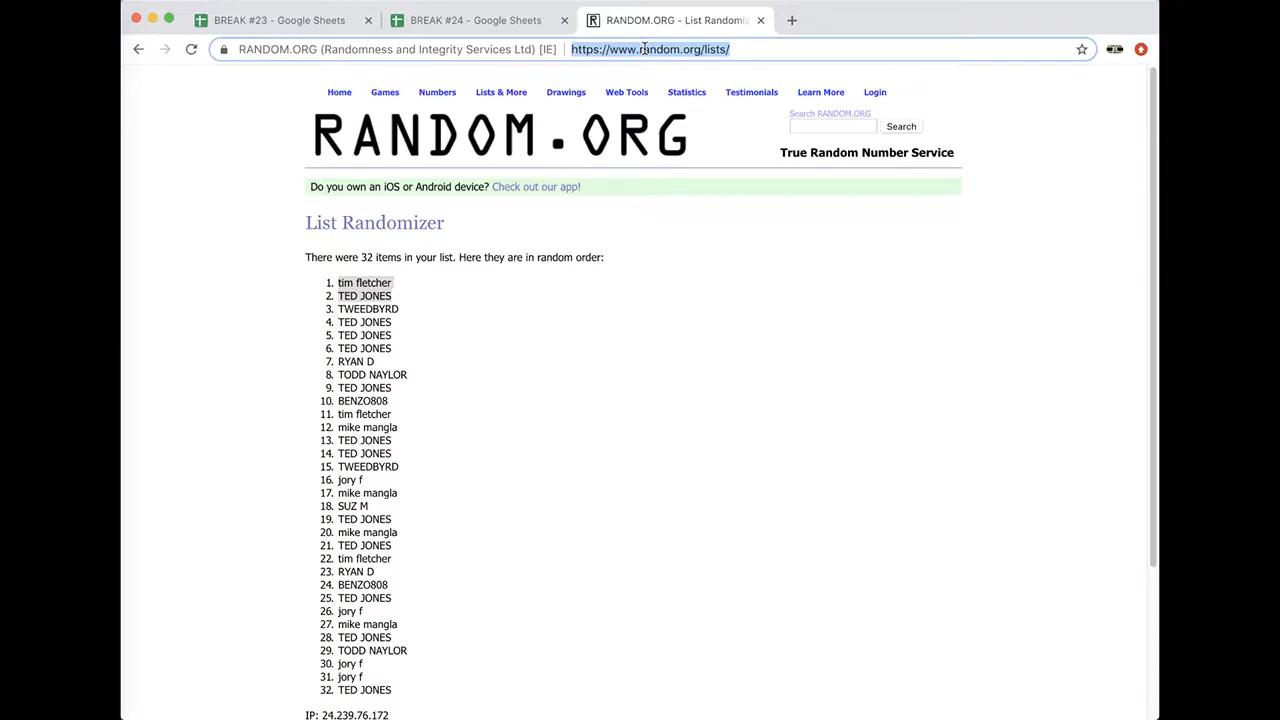 BREAK #23 - Google Sheets
BREAK #24 - Google Sheets
RANDOM.ORG - List Randomiz
RANDOM.ORG (Randomness and Integrity Services Ltd) [IE] | https://www.random.org/lists/
Home Games Numbers Lists & More Drawings Web Tools Statistics Testimonials Learn More Login
Search RANDOM.ORG
Search
RANDOM.ORG
True Random Number Service
Do you own an iOS or Android device? Check out our app!
List Randomizer
There were 32 items in your list. Here they are in random order:
1. tim fletcher
2. TED JONES
3. TWEEDBYRD
4. TED JONES
5. TED JONES
6. TED JONES
7. RYAN D
8. TODD NAYLOR
9. TED JONES
10. BENZO808
11. tim fletcher
12. mike mangla
13. TED JONES
14. TED JONES
15. TWEEDBYRD
16. jory f
17. mike mangla
18. SUZ M
19. TED JONES
20. mike mangla
21. TED JONES
22. tim fletcher
23. RYAN D
24. BENZO808
25. TED JONES
26. jory f
27. mike mangla
28. TED JONES
29. TODD NAYLOR
30. jory f
31. jory f
32. TED JONES
IP: 24.239.76.172